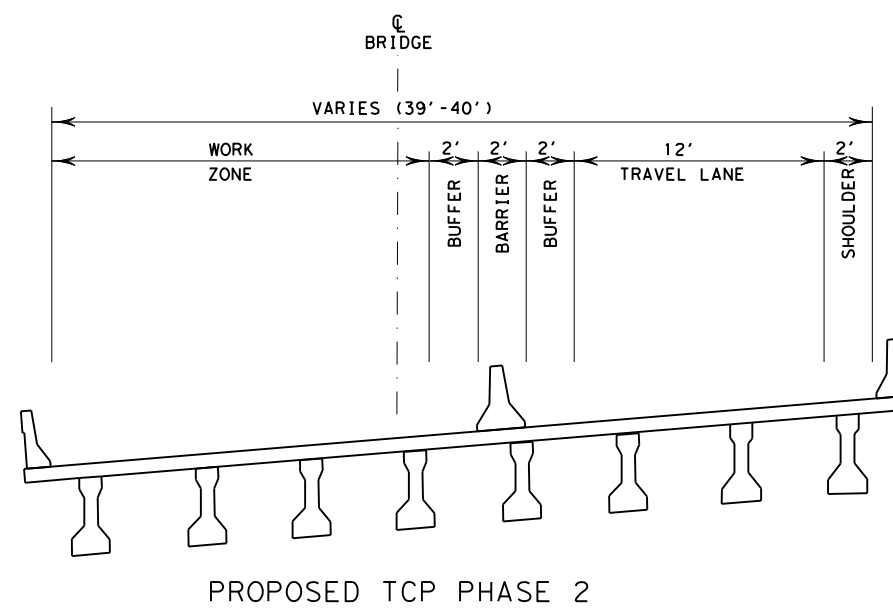 ℄
BRIDGE
VARIES (39'-40')
WORK
ZONE
2'
BUFFER
2'
BARRIER
2'
BUFFER
12'
TRAVEL LANE
2'
SHOULDER
PROPOSED TCP PHASE 2